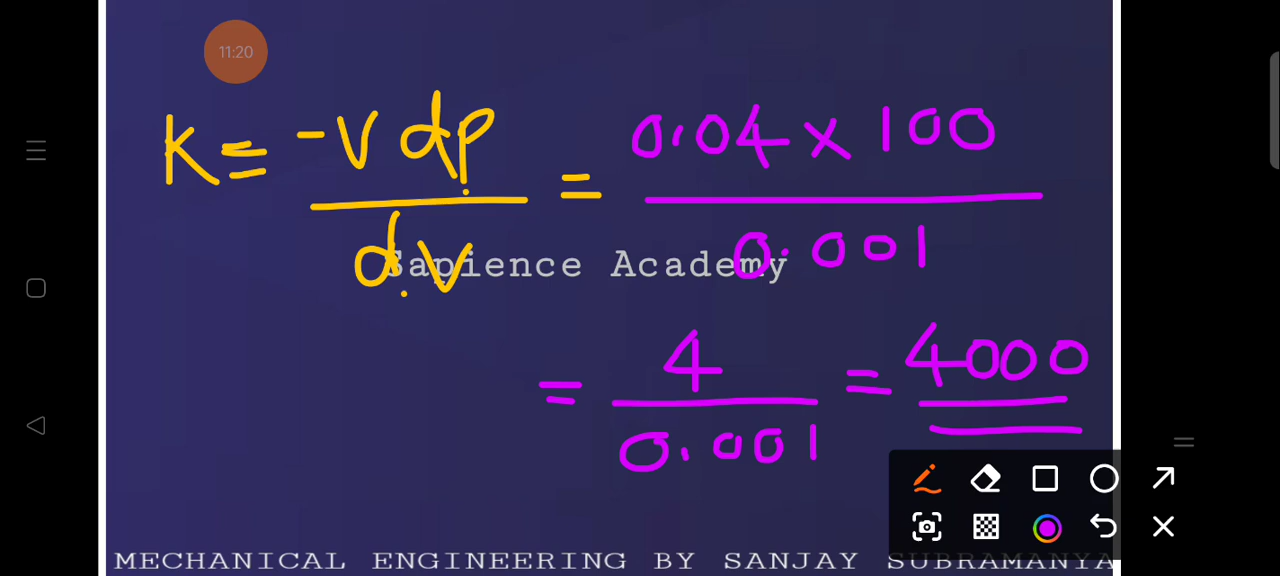 11:20
K = -V dp / dV = 0.04 x 100 / 0.001
Sapience Academy
= 4 / 0.001 = 4000
MECHANICAL ENGINEERING BY SANJAY SUBRAMANYA